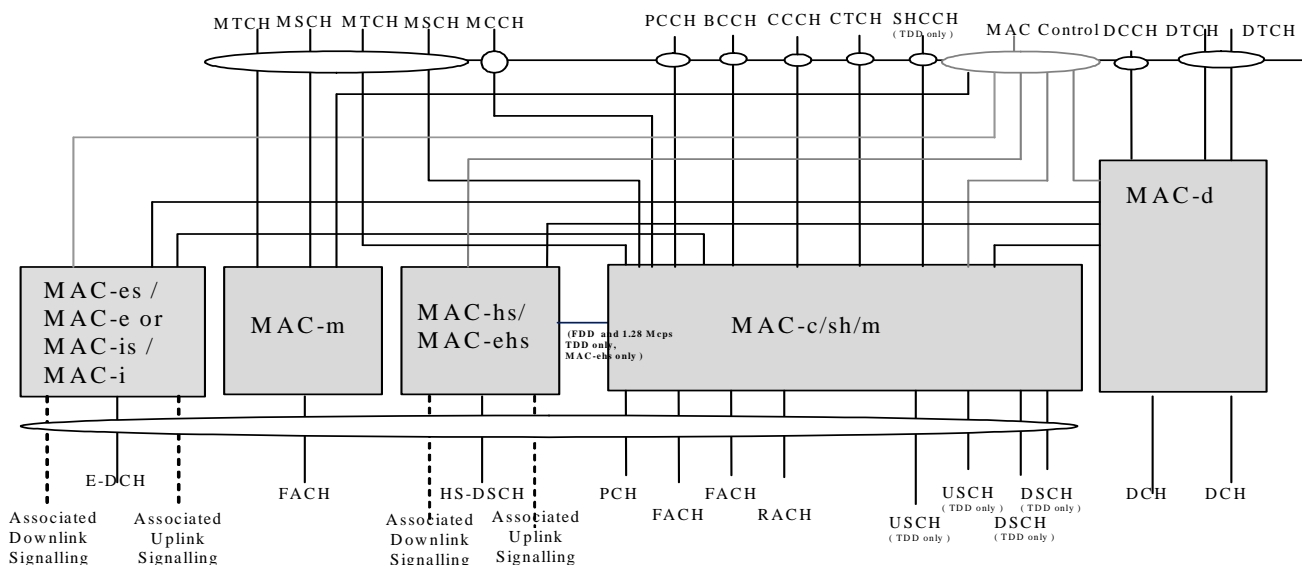 MTCH MSCH MTCH MSCH MCCH PCCH BCCH CCCH CTCH SHCCH MAC Control DCCH DTCH DTCH
( TDD only )
MAC-d
MAC-es /
MAC-e or
MAC-is /
MAC-i
MAC-m
MAC-hs/
MAC-ehs
(FDD and 1.28 Mcps
TDD only,
MAC-ehs only )
MAC-c/sh/m
E-DCH
FACH
HS-DSCH
PCH
FACH
FACH
RACH
USCH
( TDD only )
USCH
( TDD only )
DSCH
( TDD only )
DSCH
( TDD only )
DCH
DCH
Associated
Downlink
Signalling
Associated
Uplink
Signalling
Associated
Downlink
Signalling
Associated
Uplink
Signalling